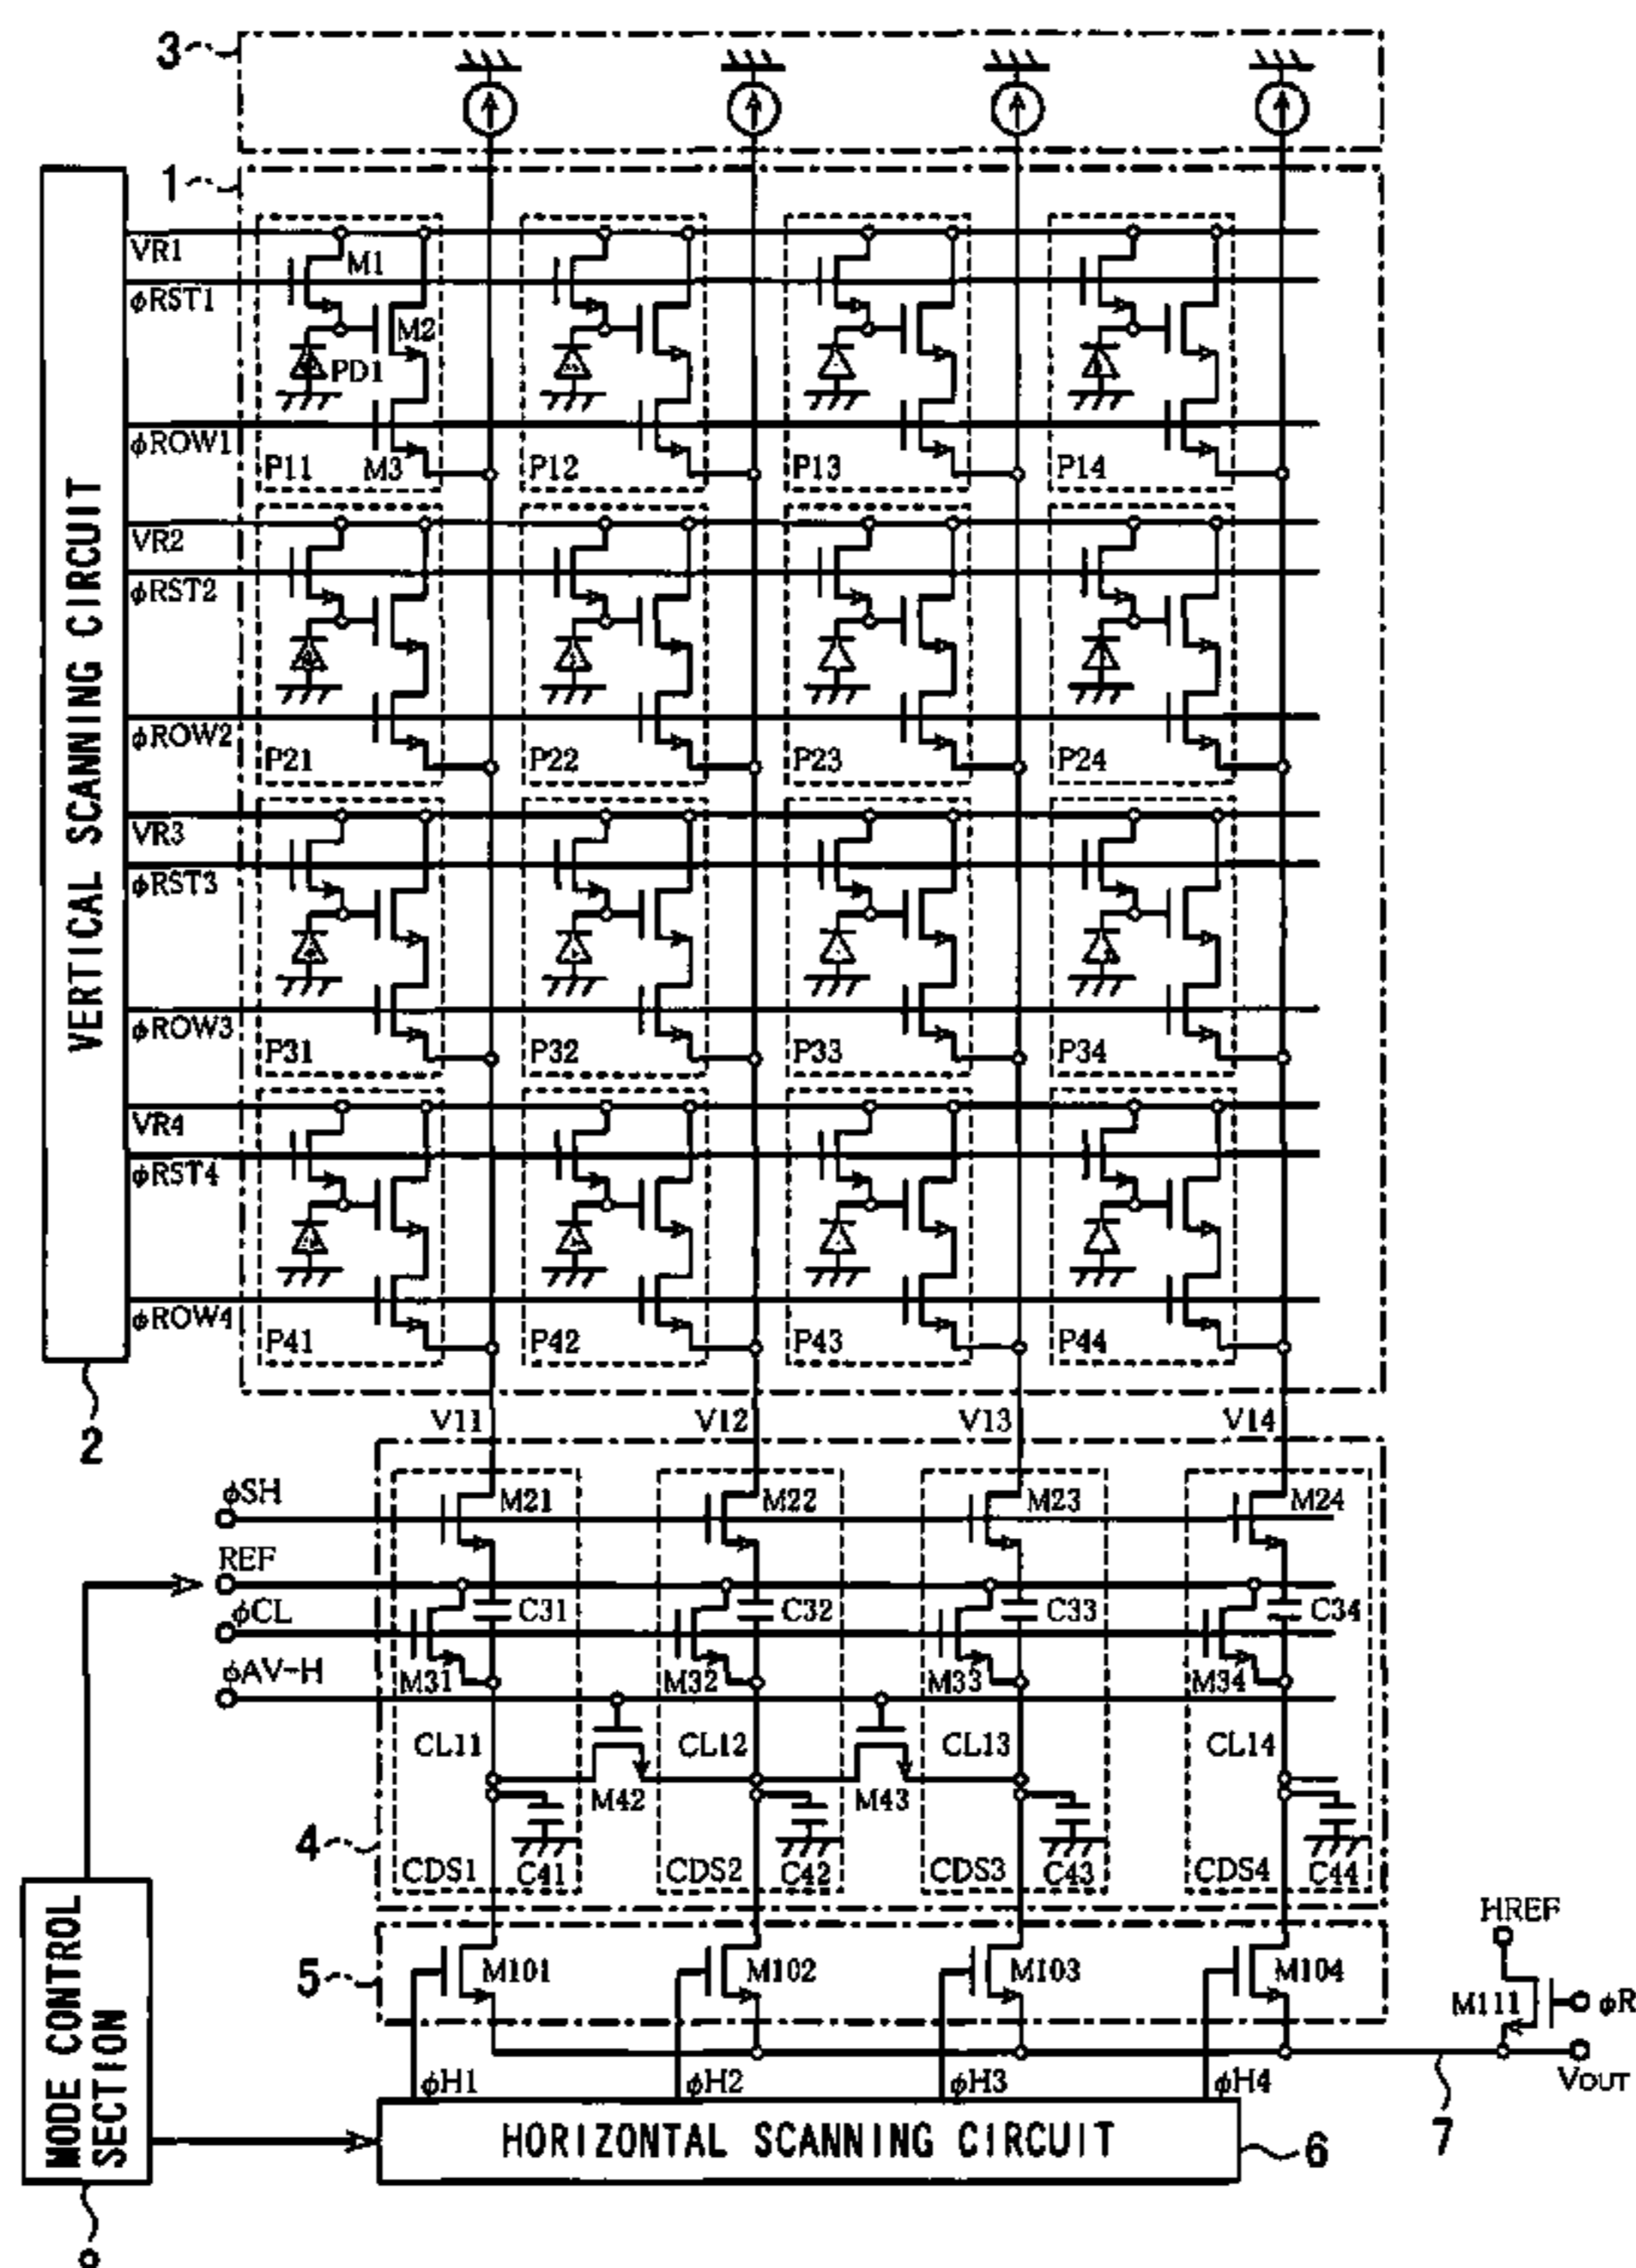 3
1
VR1
M1
ϕRST1
M2
PD1
ϕROW1
P11
M3
P12
P13
P14
VR2
ϕRST2
ϕROW2
P21
P22
P23
P24
VERTICAL SCANNING CIRCUIT
VR3
ϕRST3
ϕROW3
P31
P32
P33
P34
VR4
ϕRST4
ϕROW4
P41
P42
P43
P44
2
V11
V12
V13
V14
ϕSH
M21
M22
M23
M24
REF
ϕCL
C31
C32
C33
C34
ϕAV-H
M31
M32
M33
M34
CL11
CL12
CL13
CL14
M42
M43
4
CDS1
C41
CDS2
C42
CDS3
C43
CDS4
C44
MODE CONTROL
SECTION
5
M101
M102
M103
M104
HREF
M111
ϕR
VOUT
ϕH1
ϕH2
ϕH3
ϕH4
7
HORIZONTAL SCANNING CIRCUIT
6